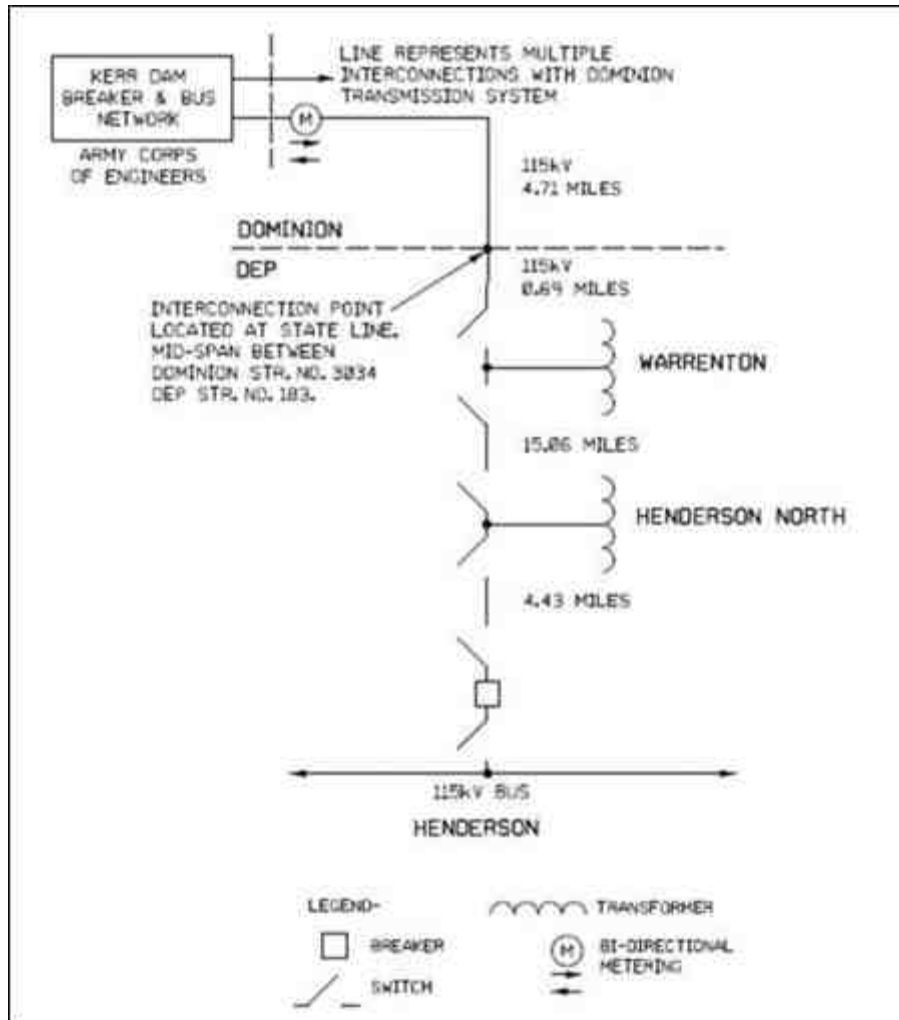 KERR DAM
BREAKER & BUS
NETWORK
ARMY CORPS
OF ENGINEERS
LINE REPRESENTS MULTIPLE
INTERCONNECTIONS WITH DOMINION
TRANSMISSION SYSTEM
M
115kV
4.71 MILES
DOMINION
DEP
115kV
0.69 MILES
INTERCONNECTION POINT
LOCATED AT STATE LINE.
MID-SPAN BETWEEN
DOMINION STR. NO. 3034
DEP STR. NO. 183.
WARRENTON
15.06 MILES
HENDERSON NORTH
4.43 MILES
115kV BUS
HENDERSON
LEGEND-
TRANSFORMER
BREAKER
M
BI-DIRECTIONAL
METERING
SWITCH